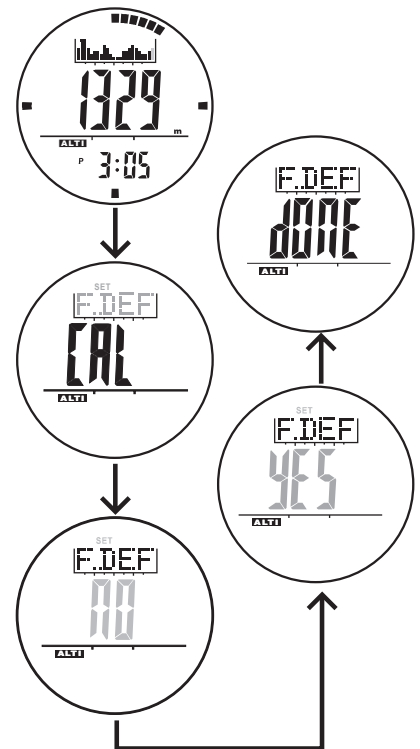 1329
m
ALTI
P 3:05
SET
F.DEF
CAL
ALTI
SET
F.DEF
NO
ALTI
SET
F.DEF
YES
ALTI
F.DEF
dONE
ALTI